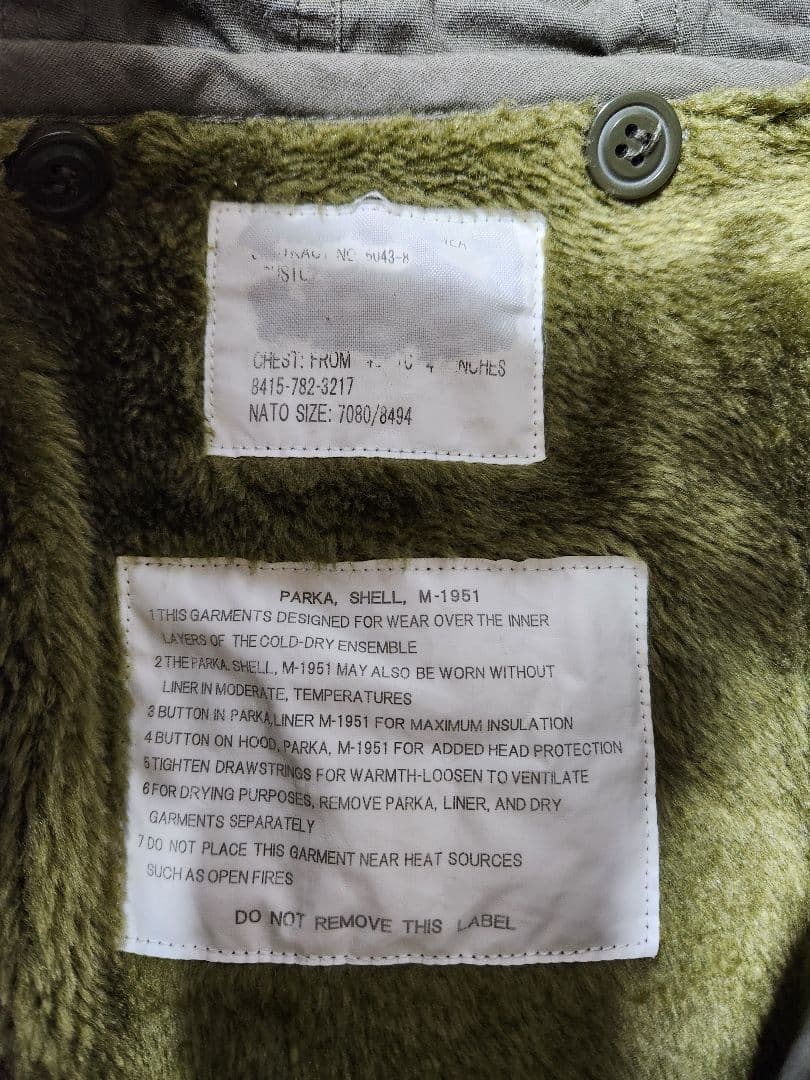 NO 5043-8
CHEST: FROM
8415-782-3217
NATO SIZE: 7080/8494
PARKA, SHELL, M-1951
1 THIS GARMENTS DESIGNED FOR WEAR OVER THE INNER
LAYERS OF THE COLD-DRY ENSEMBLE
2 THE PARKA. SHELL, M-1951 MAY ALSO BE WORN WITHOUT
LINER IN MODERATE, TEMPERATURES
3 BUTTON IN PARKA,LINER M-1951 FOR MAXIMUM INSULATION
4 BUTTON ON HOOD, PARKA, M-1951 FOR ADDED HEAD PROTECTION
5 TIGHTEN DRAWSTRINGS FOR WARMTH-LOOSEN TO VENTILATE
6 FOR DRYING PURPOSES, REMOVE PARKA, LINER, AND DRY
GARMENTS SEPARATELY
7 DO NOT PLACE THIS GARMENT NEAR HEAT SOURCES
SUCH AS OPEN FIRES
DO NOT REMOVE THIS LABEL